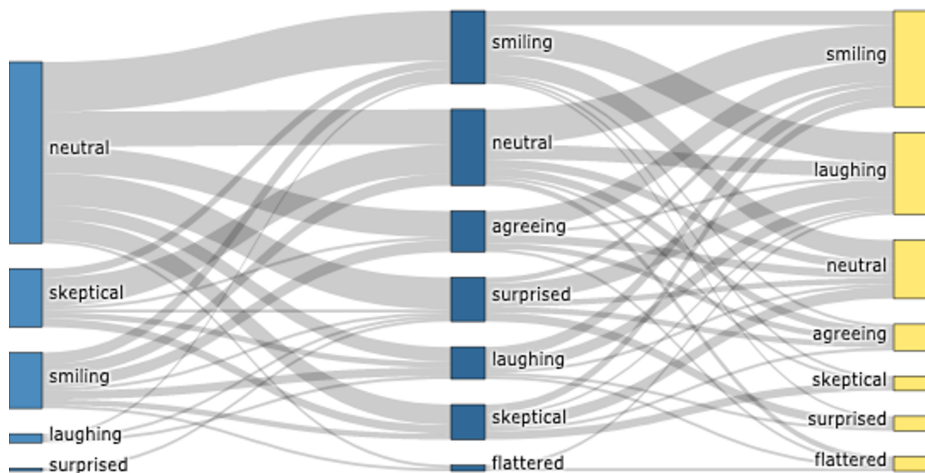 neutral
skeptical
smiling
laughing
surprised
smiling
neutral
agreeing
surprised
laughing
skeptical
flattered
smiling
laughing
neutral
agreeing
skeptical
surprised
flattered